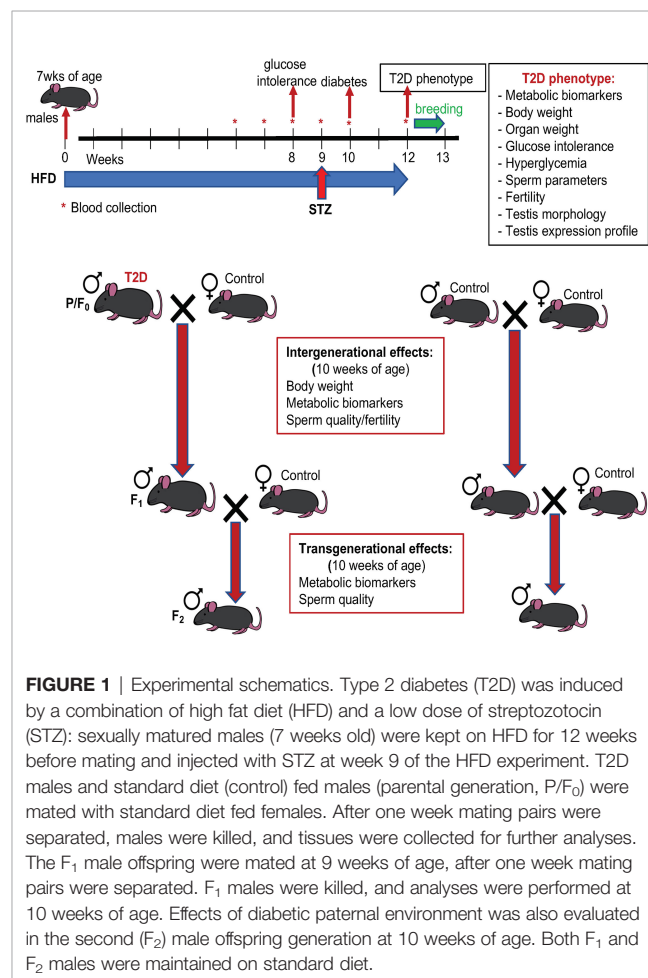 7wks of age
males
glucose
intolerance
diabetes
T2D phenotype
breeding
* * * * * *
0 Weeks 8 9 10 12 13
HFD
STZ
* Blood collection
T2D phenotype:
- Metabolic biomarkers
- Body weight
- Organ weight
- Glucose intolerance
- Hyperglycemia
- Sperm parameters
- Fertility
- Testis morphology
- Testis expression profile
♂ T2D ♀ Control ♂ Control ♀ Control
P/F₀
Intergenerational effects:
(10 weeks of age)
Body weight
Metabolic biomarkers
Sperm quality/fertility
♂ ♀ Control ♂ ♀ Control
F₁
Transgenerational effects:
(10 weeks of age)
Metabolic biomarkers
Sperm quality
♂ ♂
F₂
FIGURE 1 | Experimental schematics. Type 2 diabetes (T2D) was induced
by a combination of high fat diet (HFD) and a low dose of streptozotocin
(STZ): sexually matured males (7 weeks old) were kept on HFD for 12 weeks
before mating and injected with STZ at week 9 of the HFD experiment. T2D
males and standard diet (control) fed males (parental generation, P/F₀) were
mated with standard diet fed females. After one week mating pairs were
separated, males were killed, and tissues were collected for further analyses.
The F₁ male offspring were mated at 9 weeks of age, after one week mating
pairs were separated. F₁ males were killed, and analyses were performed at
10 weeks of age. Effects of diabetic paternal environment was also evaluated
in the second (F₂) male offspring generation at 10 weeks of age. Both F₁ and
F₂ males were maintained on standard diet.